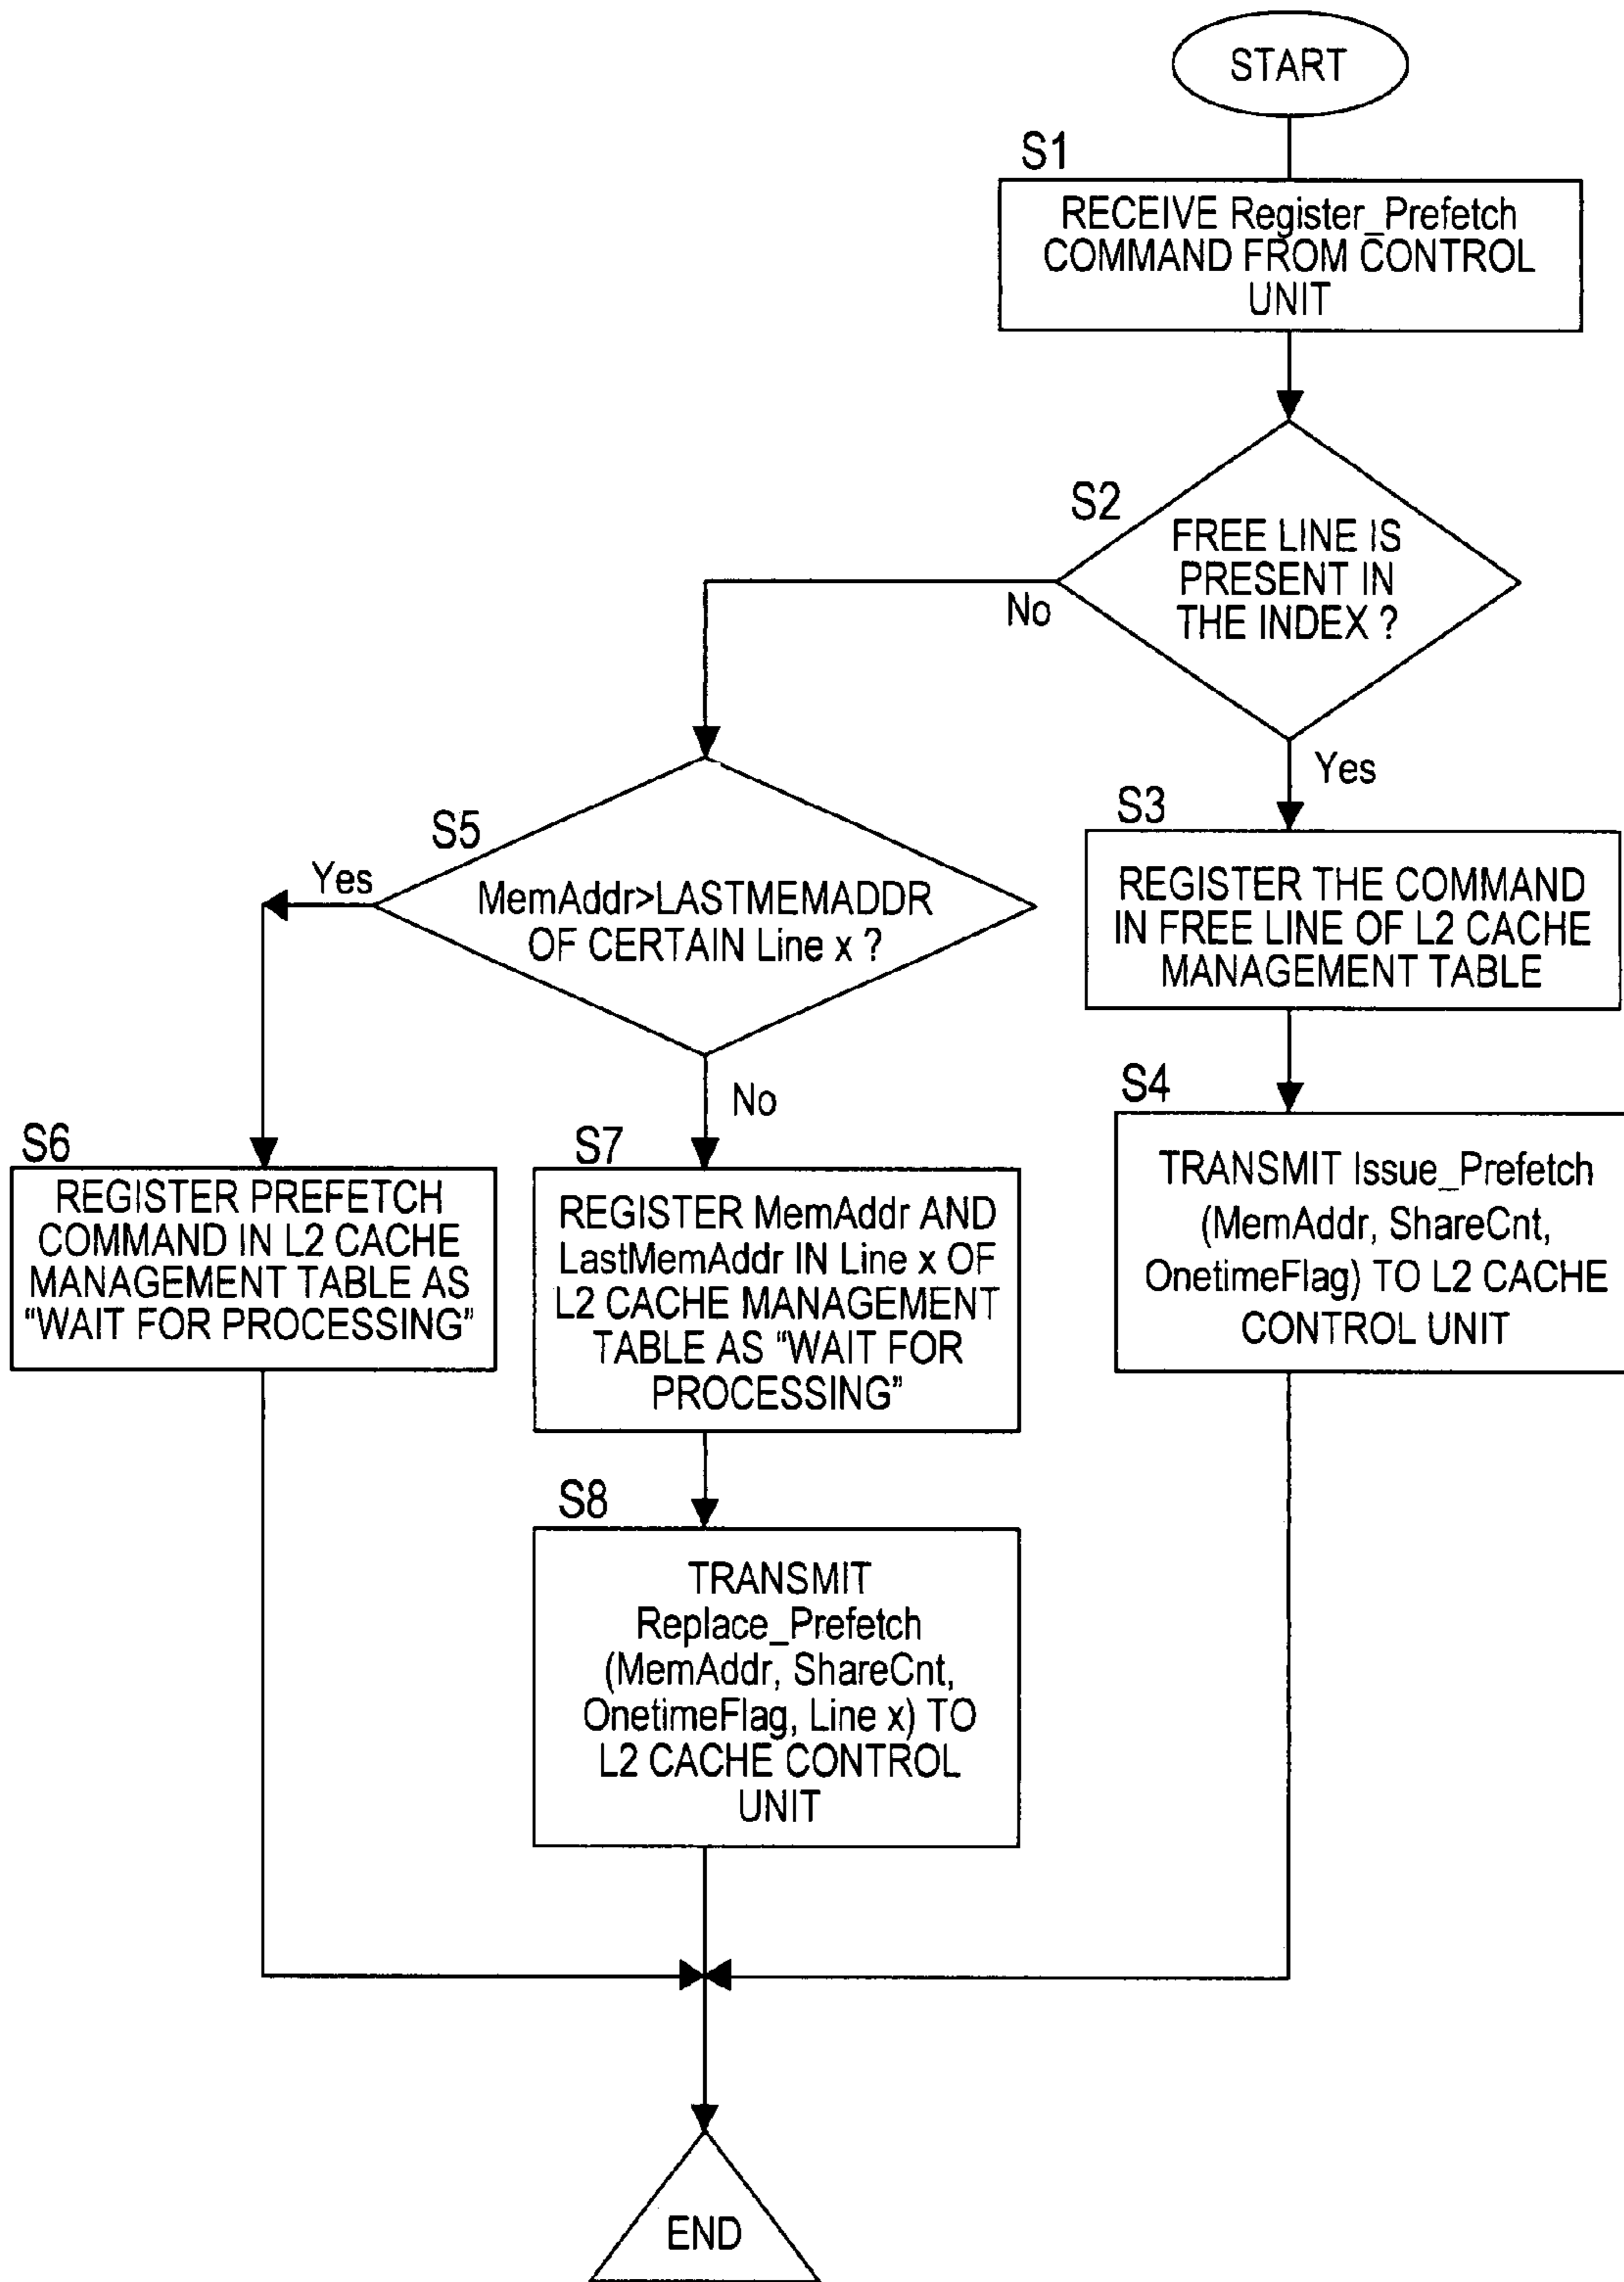 START
S1
RECEIVE Register_Prefetch
COMMAND FROM CONTROL
UNIT
S2
FREE LINE IS
PRESENT IN
THE INDEX ?
No
Yes
S3
REGISTER THE COMMAND
IN FREE LINE OF L2 CACHE
MANAGEMENT TABLE
S4
TRANSMIT Issue_Prefetch
(MemAddr, ShareCnt,
OnetimeFlag) TO L2 CACHE
CONTROL UNIT
S5
MemAddr>LASTMEMADDR
OF CERTAIN Line x ?
Yes
No
S6
REGISTER PREFETCH
COMMAND IN L2 CACHE
MANAGEMENT TABLE AS
“WAIT FOR PROCESSING”
S7
REGISTER MemAddr AND
LastMemAddr IN Line x OF
L2 CACHE MANAGEMENT
TABLE AS “WAIT FOR
PROCESSING”
S8
TRANSMIT
Replace_Prefetch
(MemAddr, ShareCnt,
OnetimeFlag, Line x) TO
L2 CACHE CONTROL
UNIT
END